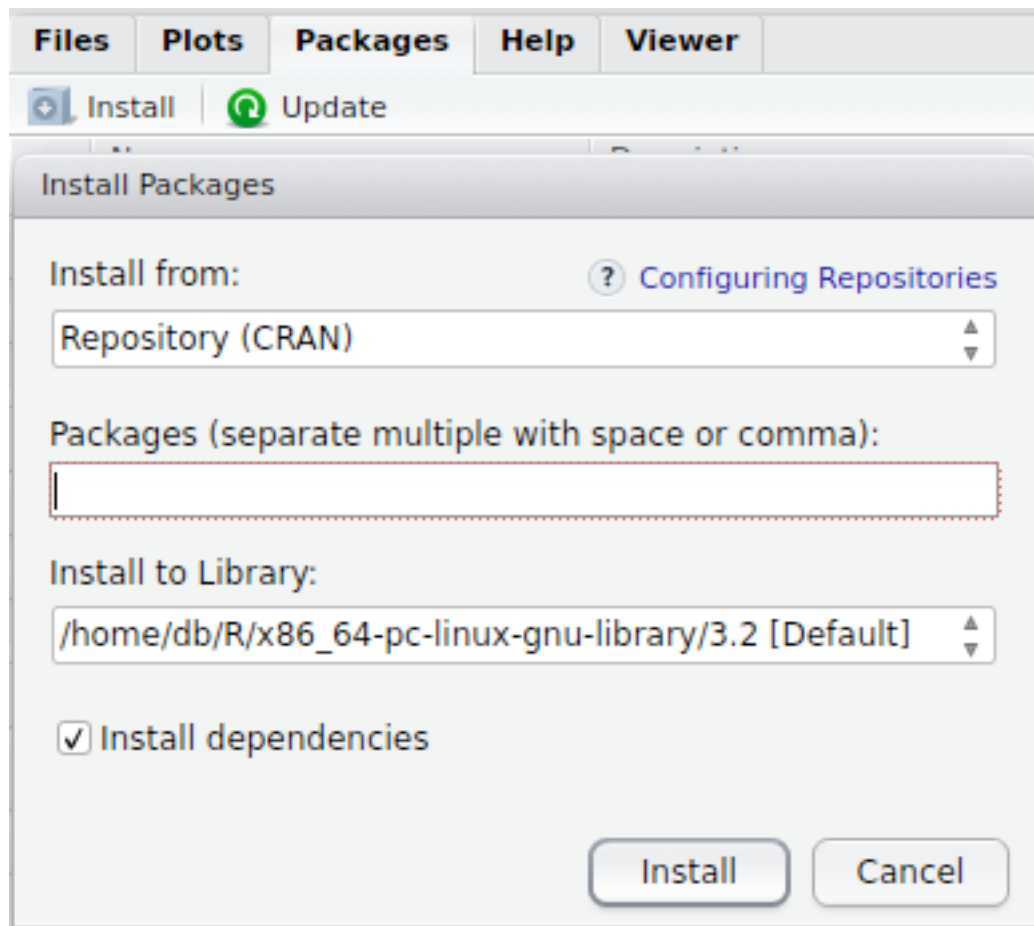 Files Plots Packages Help Viewer
Install Update
Install Packages
Install from: ? Configuring Repositories
Repository (CRAN)
Packages (separate multiple with space or comma):
Install to Library:
/home/db/R/x86_64-pc-linux-gnu-library/3.2 [Default]
Install dependencies
Install Cancel